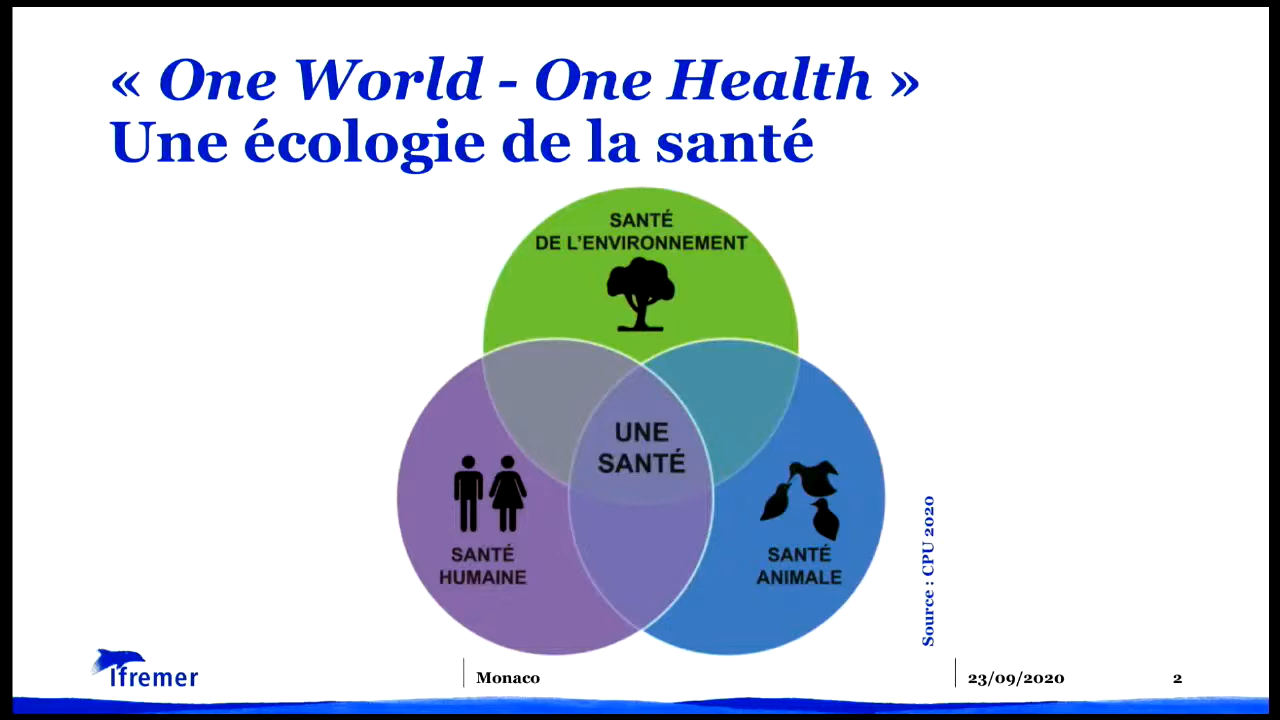 « One World - One Health »
Une écologie de la santé
SANTÉ
DE L'ENVIRONNEMENT
UNE
SANTÉ
SANTÉ
HUMAINE
SANTÉ
ANIMALE
Source : CPU 2020
Ifremer
Monaco
23/09/2020
2